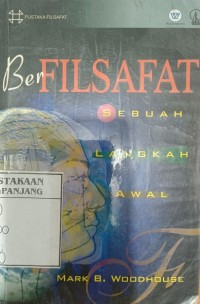 PUSTAKA FILSAFAT
BerFILSAFAT
SEBUAH
LANGKAH
AWAL
STAKAAN
PANJANG
MARK B. WOODHOUSE